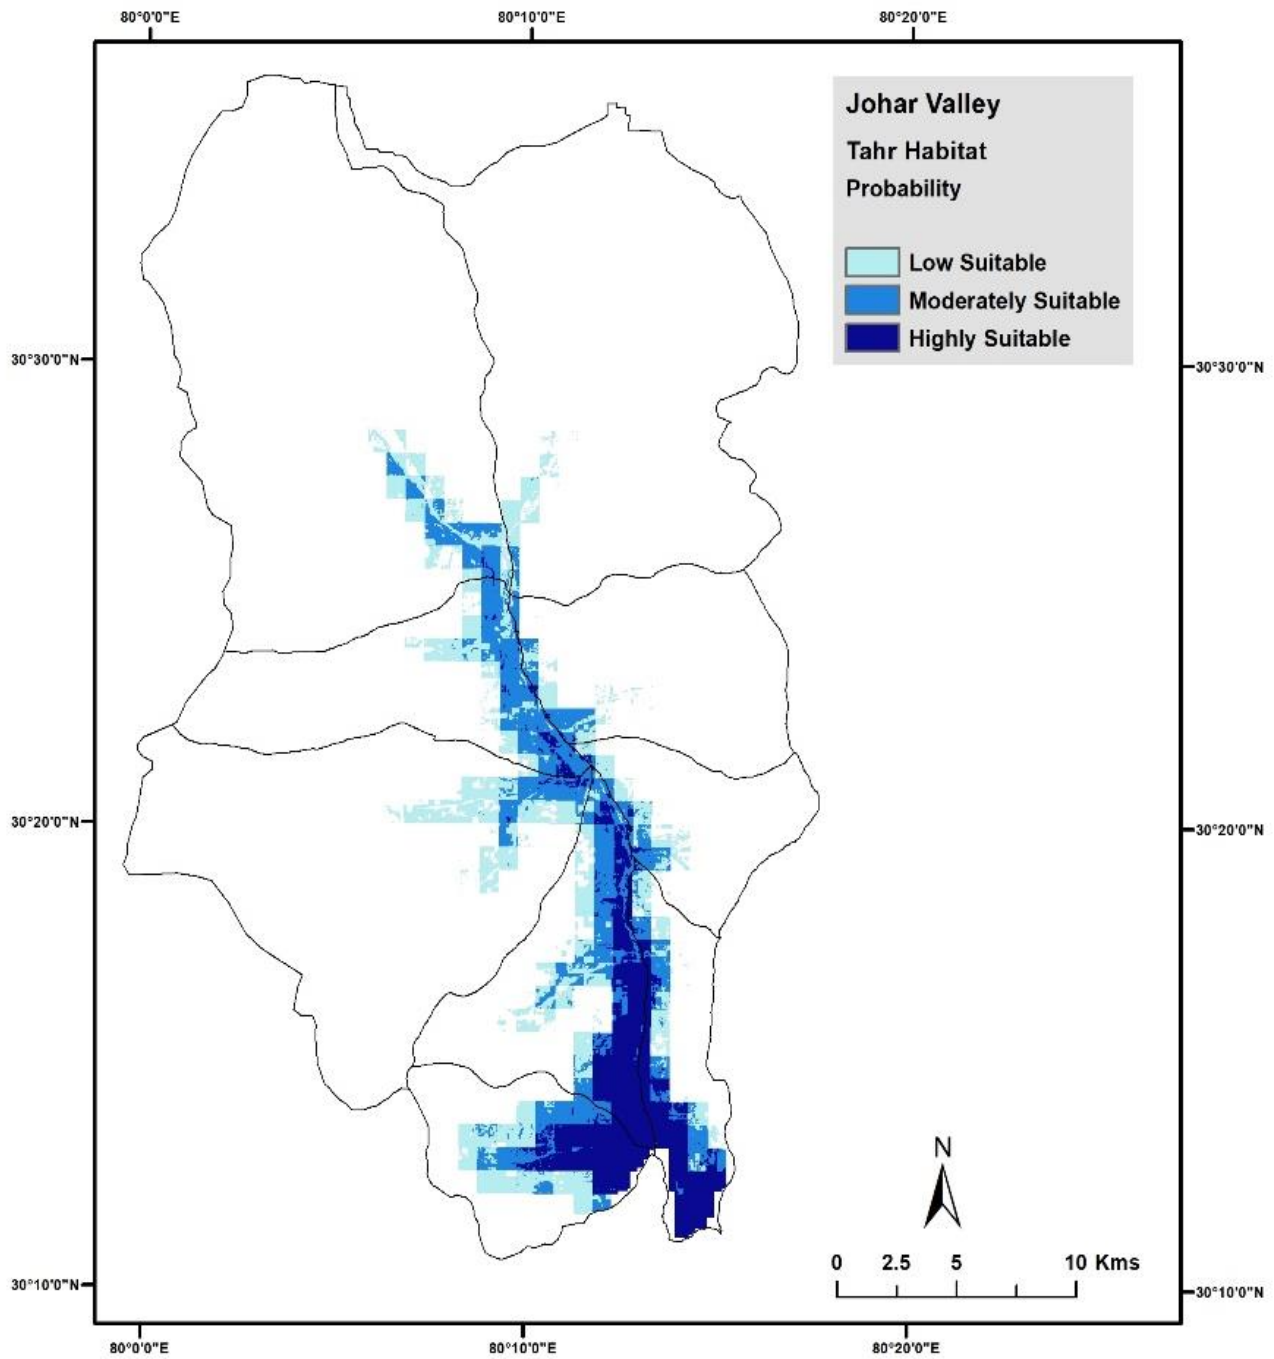 80°0'0"E 80°10'0"E 80°20'0"E
Johar Valley
Tahr Habitat
Probability
Low Suitable
Moderately Suitable
Highly Suitable
30°30'0"N 30°30'0"N
30°20'0"N 30°20'0"N
N
0 2.5 5 10 Kms
30°10'0"N 30°10'0"N
80°0'0"E 80°10'0"E 80°20'0"E